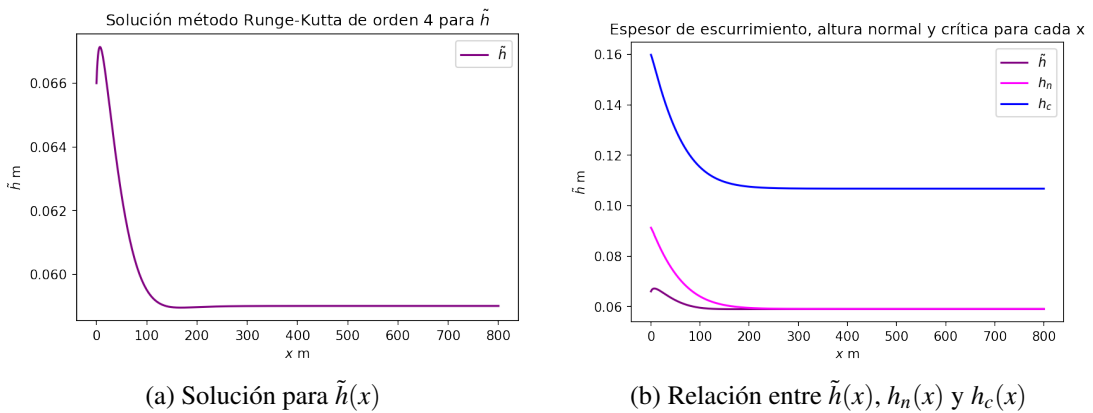 Solución método Runge-Kutta de orden 4 para h̃
h̃
0.066
0.064
0.062
0.060
h̃ m
0 100 200 300 400 500 600 700 800
x m
(a) Solución para h̃(x)
Espesor de escurrimiento, altura normal y crítica para cada x
h̃
hₙ
h_c
0.16
0.14
0.12
0.10
0.08
0.06
h̃ m
0 100 200 300 400 500 600 700 800
x m
(b) Relación entre h̃(x), hₙ(x) y h_c(x)